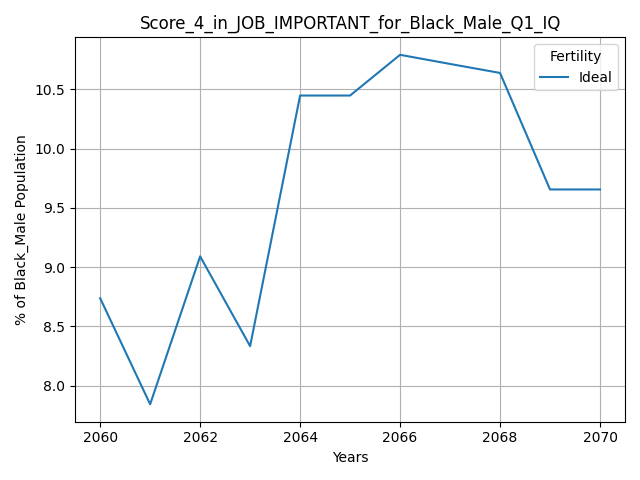 Score_4_in_JOB_IMPORTANT_for_Black_Male_Q1_IQ
Fertility
Ideal
% of Black_Male Population
10.5
10.0
9.5
9.0
8.5
8.0
2060 2062 2064 2066 2068 2070
Years